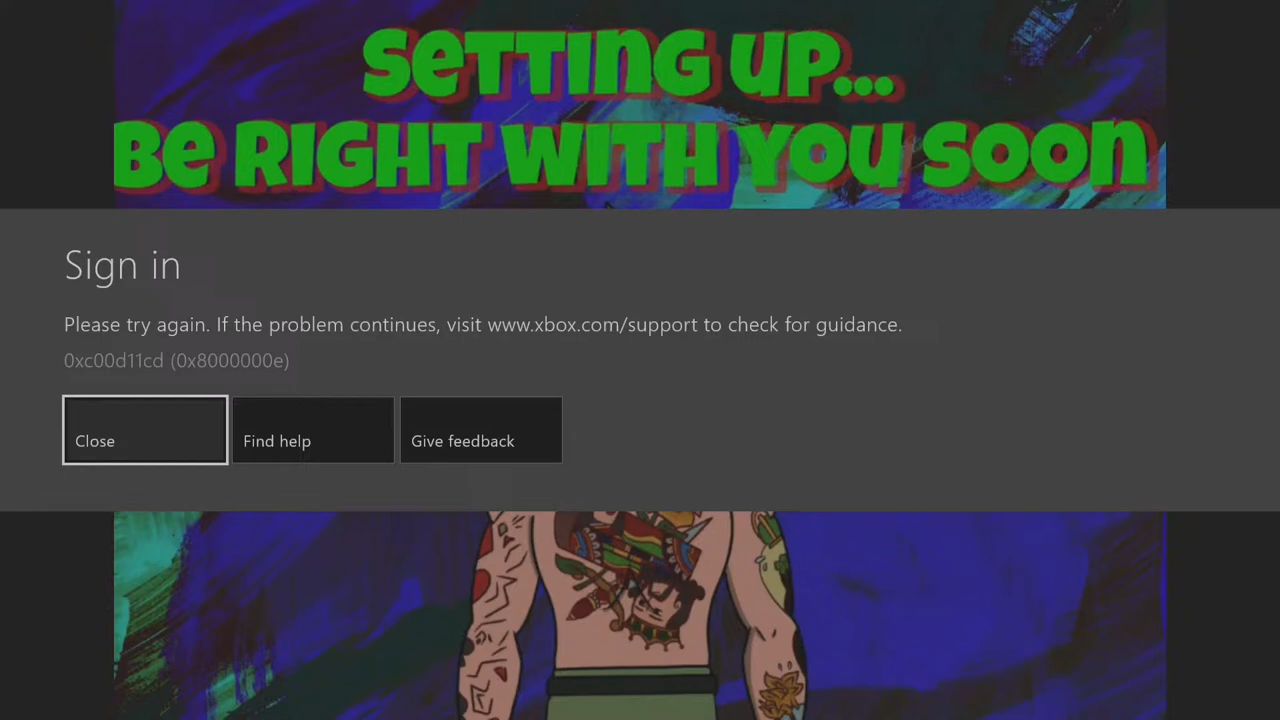 SETTING UP...
BE RIGHT WITH YOU SOON
Sign in
Please try again. If the problem continues, visit www.xbox.com/support to check for guidance.
0xc00d11cd (0x8000000e)
Close
Find help
Give feedback